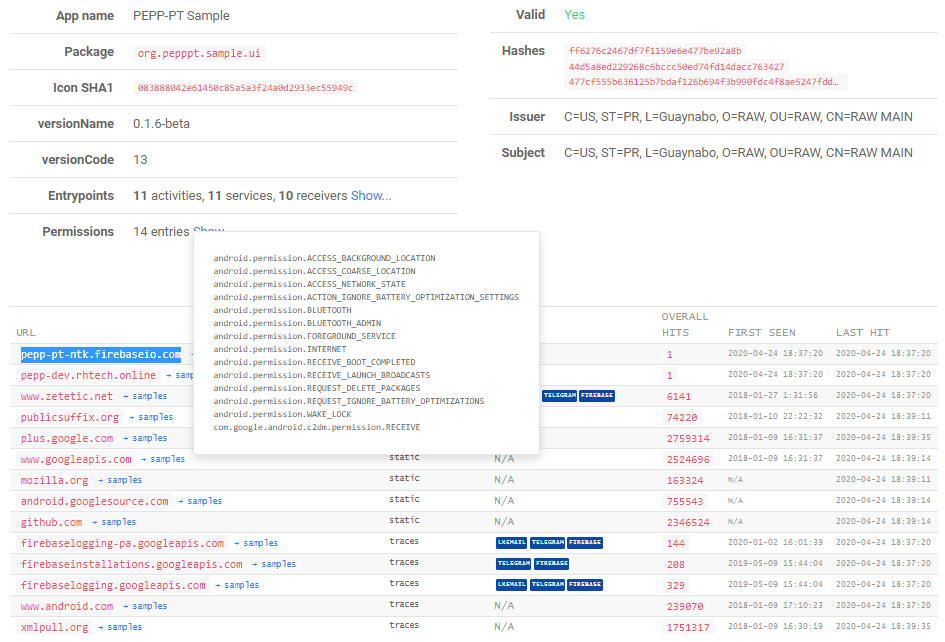 App name PEPP-PT Sample
Package org.pepppt.sample.ui
Icon SHA1 083888042e61450c85a5a3f24a0d2933ec55949c
versionName 0.1.6-beta
versionCode 13
Entrypoints 11 activities, 11 services, 10 receivers Show...
Permissions 14 entries Show...
Valid Yes
Hashes ff6276c2467df7f1159e6e477be92a8b
44d5a8ed229268c6bccc50ed74fd14dacc763427
477cf555b636125b7bdaf126b694f3b990fdc4f8ae5247fdd…
Issuer C=US, ST=PR, L=Guaynabo, O=RAW, OU=RAW, CN=RAW MAIN
Subject C=US, ST=PR, L=Guaynabo, O=RAW, OU=RAW, CN=RAW MAIN
android.permission.ACCESS_BACKGROUND_LOCATION
android.permission.ACCESS_COARSE_LOCATION
android.permission.ACCESS_NETWORK_STATE
android.permission.ACTION_IGNORE_BATTERY_OPTIMIZATION_SETTINGS
android.permission.BLUETOOTH
android.permission.BLUETOOTH_ADMIN
android.permission.FOREGROUND_SERVICE
android.permission.INTERNET
android.permission.RECEIVE_BOOT_COMPLETED
android.permission.RECEIVE_LAUNCH_BROADCASTS
android.permission.REQUEST_DELETE_PACKAGES
android.permission.REQUEST_IGNORE_BATTERY_OPTIMIZATIONS
android.permission.WAKE_LOCK
com.google.android.c2dm.permission.RECEIVE
URL OVERALL HITS FIRST SEEN LAST HIT
pepp-pt-ntk.firebaseio.com 1 2020-04-24 18:37:20 2020-04-24 18:37:20
pepp-dev.rhtech.online → sam 1 2020-04-24 18:37:20 2020-04-24 18:37:20
www.zetetic.net → samples TELEGRAM FIREBASE 6141 2018-01-27 1:31:56 2020-04-24 18:37:20
publicsuffix.org → samples 74220 2018-01-10 22:22:32 2020-04-24 18:39:11
plus.google.com → samples 2759314 2018-01-09 16:31:37 2020-04-24 18:39:35
www.googleapis.com → samples static N/A 2524696 2018-01-09 16:31:37 2020-04-24 18:39:14
mozilla.org → samples static N/A 163324 N/A 2020-04-24 18:39:11
android.googlesource.com → samples static N/A 755543 N/A 2020-04-24 18:39:14
github.com → samples static N/A 2346524 N/A 2020-04-24 18:39:14
firebaselogging-pa.googleapis.com → samples traces LKEMAIL TELEGRAM FIREBASE 144 2020-01-02 16:01:39 2020-04-24 18:37:20
firebaseinstallations.googleapis.com → samples traces TELEGRAM FIREBASE 208 2019-05-09 15:44:04 2020-04-24 18:37:20
firebaselogging.googleapis.com → samples traces LKEMAIL TELEGRAM FIREBASE 329 2019-05-09 15:44:04 2020-04-24 18:37:20
www.android.com → samples traces N/A 239070 2018-01-09 17:10:23 2020-04-24 18:37:20
xmlpull.org → samples traces N/A 1751317 2018-01-09 16:30:19 2020-04-24 18:39:35